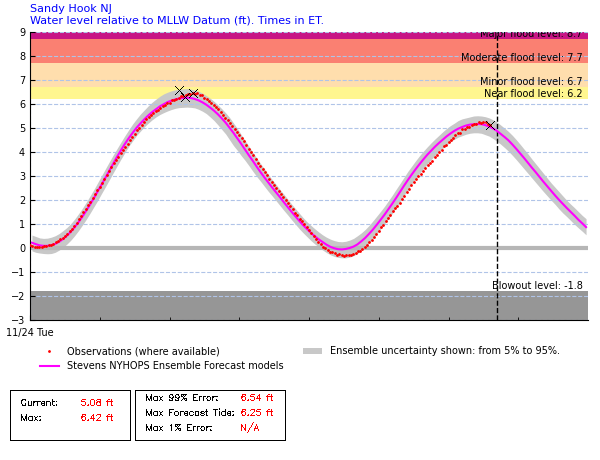 Sandy Hook NJ
Water level relative to MLLW Datum (ft). Times in ET.
9
Major flood level: 8.7
8
Moderate flood level: 7.7
7
Minor flood level: 6.7
6
Near flood level: 6.2
5
4
3
2
1
0
−1
Blowout level: -1.8
−2
−3
11/24 Tue
Observations (where available)
Ensemble uncertainty shown: from 5% to 95%.
Stevens NYHOPS Ensemble Forecast models
Current: 5.08 ft
Max: 6.42 ft
Max 99% Error: 6.54 ft
Max Forecast Tide: 6.25 ft
Max 1% Error: N/A